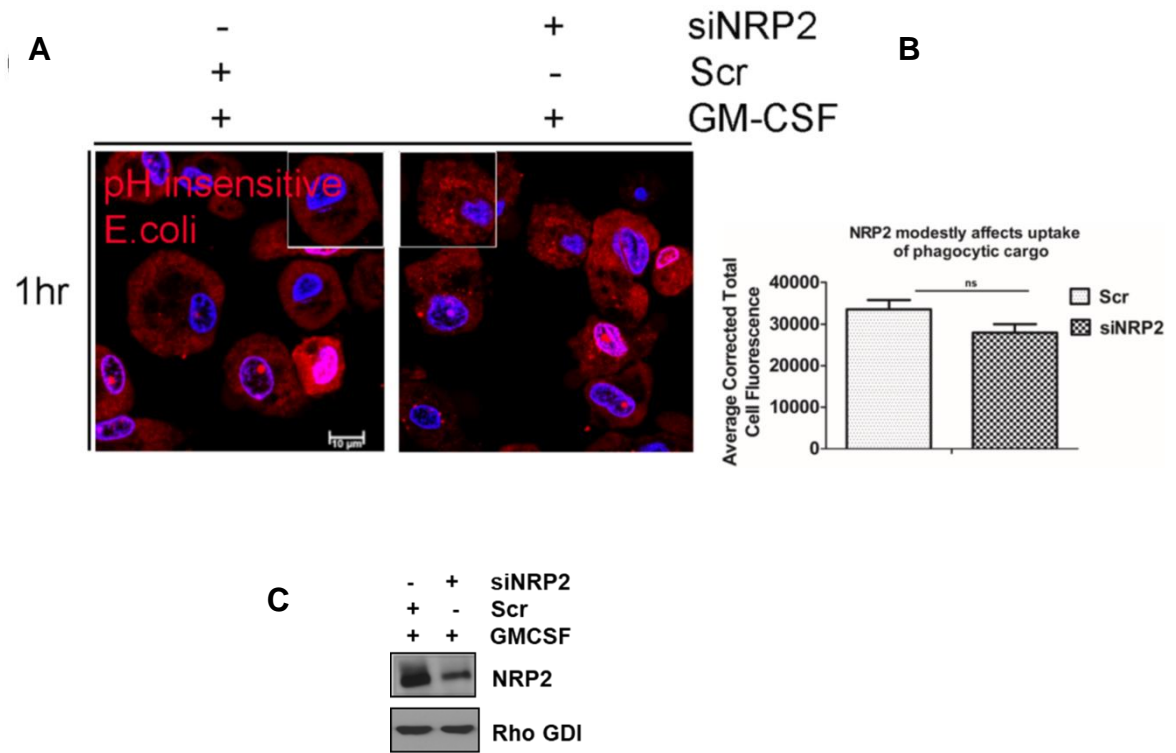 A
- + siNRP2
+ - Scr
+ + GM-CSF
pH insensitive
E.coli
1hr
10 µm
B
NRP2 modestly affects uptake
of phagocytic cargo
Average Corrected Total
Cell Fluorescence
40000
30000
20000
10000
0
ns
Scr
siNRP2
C
- + siNRP2
+ - Scr
+ + GMCSF
NRP2
Rho GDI